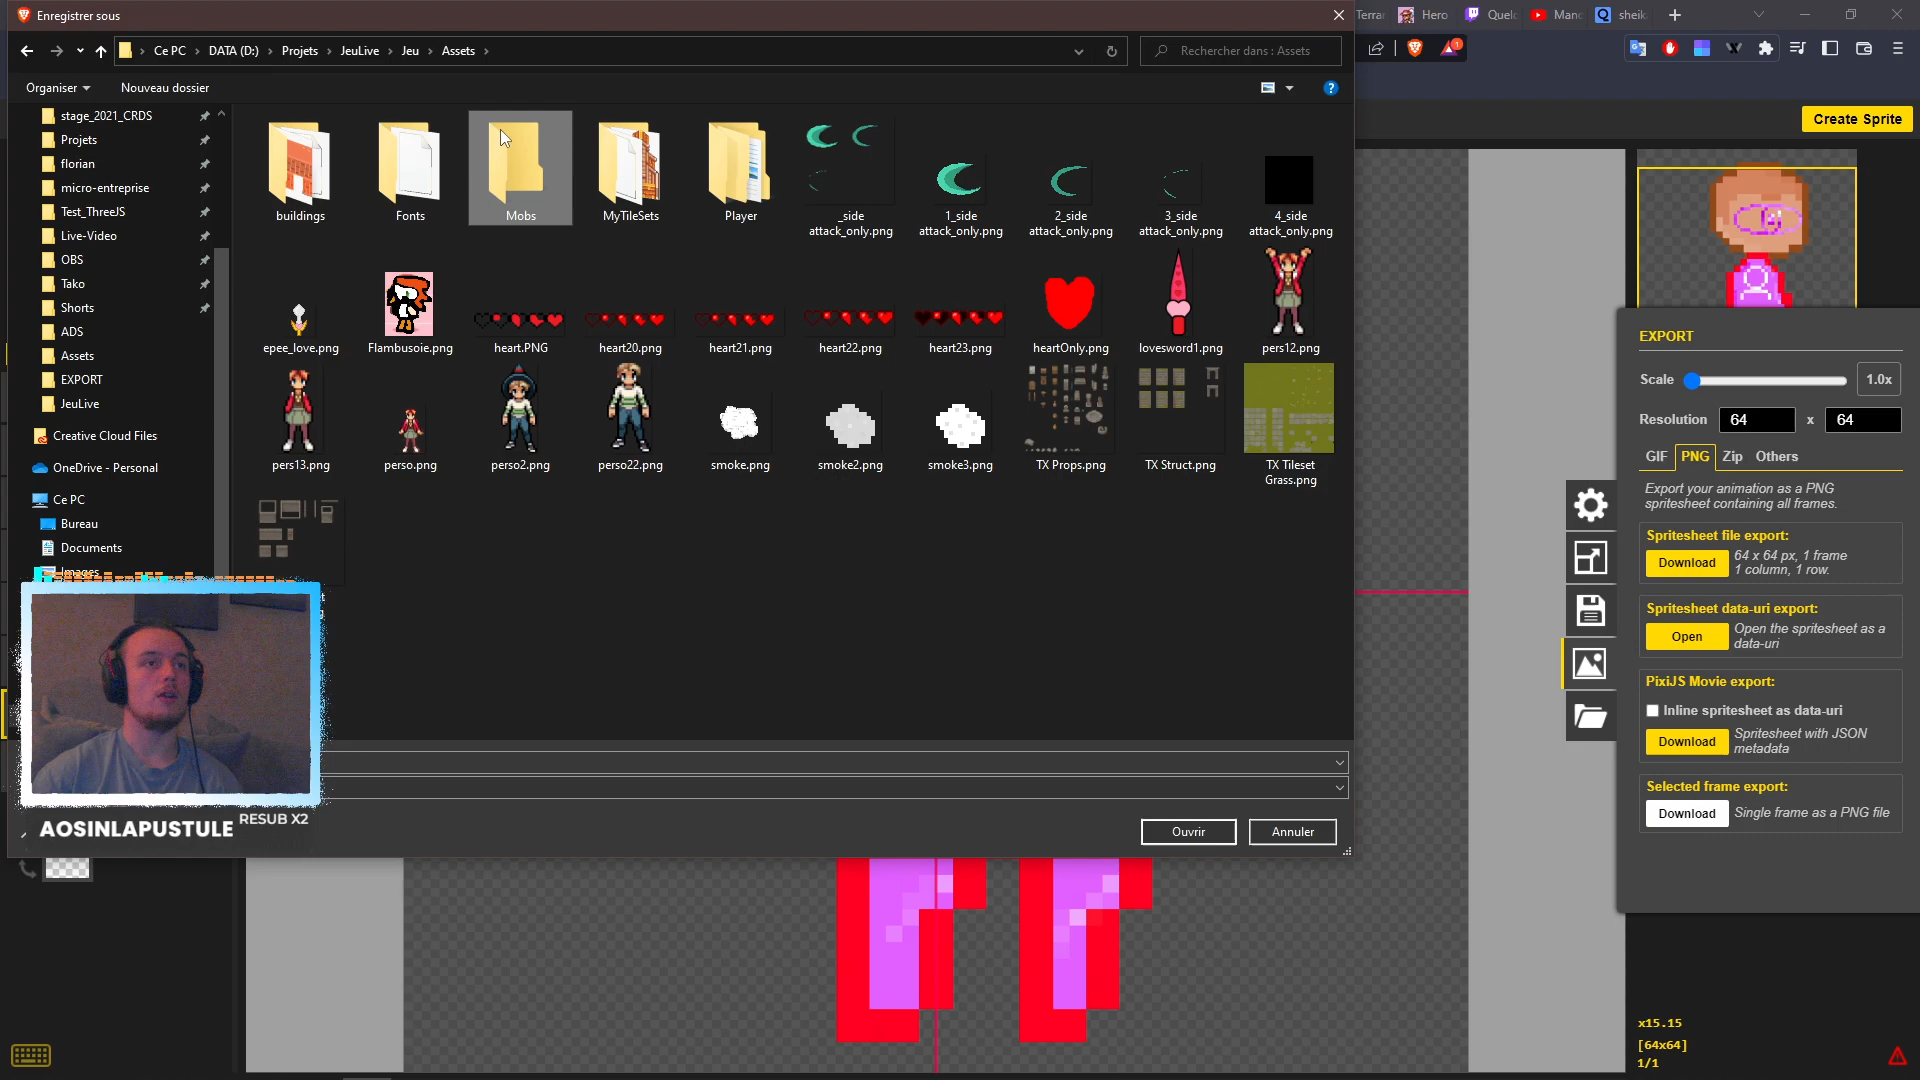 Enregistrer sous
Terrar
Hero
Quelc
Manc
sheik
Ce PC
DATA (D:)
Projets
JeuLive
Jeu
Assets
Rechercher dans : Assets
1
Organiser
Nouveau dossier
?
Create Sprite
stage_2021_CRDS
Projets
florian
micro-entreprise
Test_ThreeJS
Live-Video
OBS
Tako
Shorts
ADS
Assets
EXPORT
JeuLive
Creative Cloud Files
OneDrive - Personal
Ce PC
Bureau
Documents
Images
buildings
Fonts
Mobs
MyTileSets
Player
_side
attack_only.png
1_side
attack_only.png
2_side
attack_only.png
3_side
attack_only.png
4_side
attack_only.png
epee_love.png
Flambusoie.png
heart.PNG
heart20.png
heart21.png
heart22.png
heart23.png
heartOnly.png
lovesword1.png
pers12.png
pers13.png
perso.png
perso2.png
perso22.png
smoke.png
smoke2.png
smoke3.png
TX Props.png
TX Struct.png
TX Tileset
Grass.png
AOSINLAPUSTULE
RESUB X2
Ouvrir
Annuler
EXPORT
Scale
1.0x
Resolution
64
x
64
GIF
PNG
Zip
Others
Export your animation as a PNG
spritesheet containing all frames.
Spritesheet file export:
Download
64 x 64 px, 1 frame
1 column, 1 row.
Spritesheet data-uri export:
Open
Open the spritesheet as a
data-uri
PixiJS Movie export:
Inline spritesheet as data-uri
Download
Spritesheet with JSON
metadata
Selected frame export:
Download
Single frame as a PNG file
x15.15
[64x64]
1/1